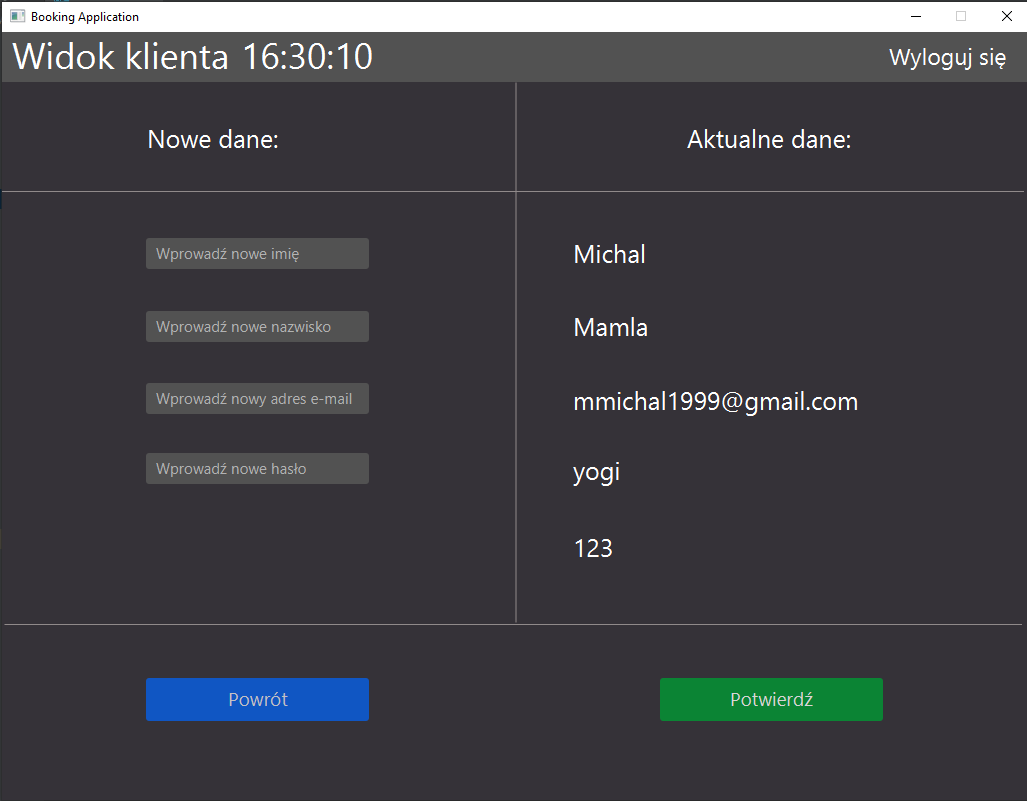 Booking Application
Widok klienta 16:30:10
Wyloguj się
Nowe dane:
Aktualne dane:
Wprowadź nowe imię
Michal
Wprowadź nowe nazwisko
Mamla
Wprowadź nowy adres e-mail
mmichal1999@gmail.com
Wprowadź nowe hasło
yogi
123
Powrót
Potwierdź